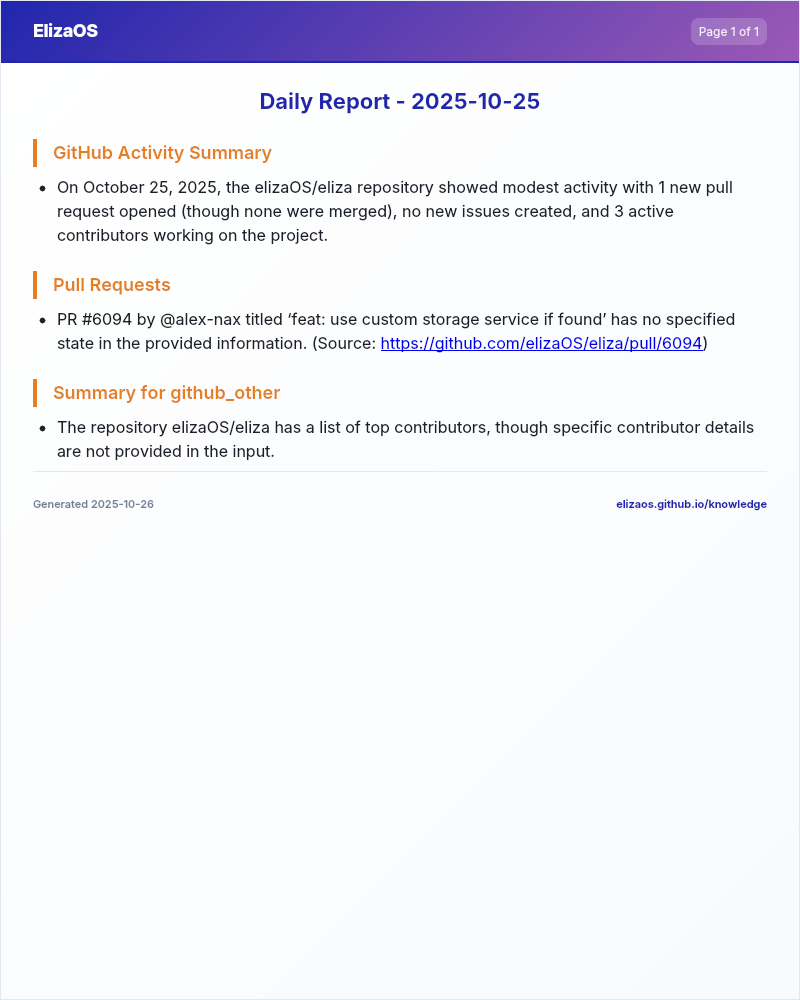 ElizaOS
Page 1 of 1
Daily Report - 2025-10-25
GitHub Activity Summary
• On October 25, 2025, the elizaOS/eliza repository showed modest activity with 1 new pull
request opened (though none were merged), no new issues created, and 3 active
contributors working on the project.
Pull Requests
• PR #6094 by @alex-nax titled ‘feat: use custom storage service if found’ has no specified
state in the provided information. (Source: https://github.com/elizaOS/eliza/pull/6094)
Summary for github_other
• The repository elizaOS/eliza has a list of top contributors, though specific contributor details
are not provided in the input.
Generated 2025-10-26
elizaos.github.io/knowledge